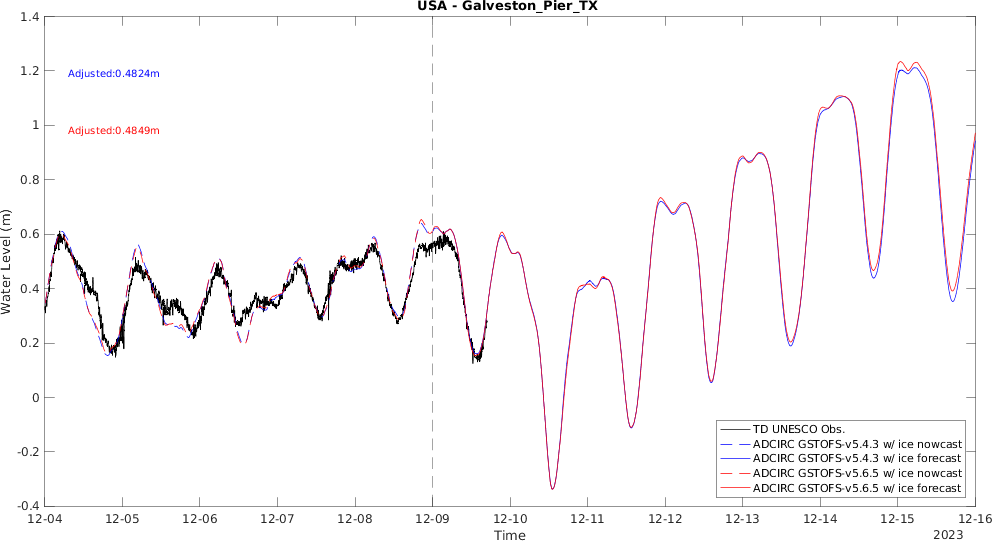 USA - Galveston_Pier_TX
1.4
1.2
1
0.8
0.6
0.4
0.2
0
-0.2
-0.4
Water Level (m)
Adjusted:0.4824m
Adjusted:0.4849m
TD UNESCO Obs.
ADCIRC GSTOFS-v5.4.3 w/ ice nowcast
ADCIRC GSTOFS-v5.4.3 w/ ice forecast
ADCIRC GSTOFS-v5.6.5 w/ ice nowcast
ADCIRC GSTOFS-v5.6.5 w/ ice forecast
12-04 12-05 12-06 12-07 12-08 12-09 12-10 12-11 12-12 12-13 12-14 12-15 12-16
Time
2023